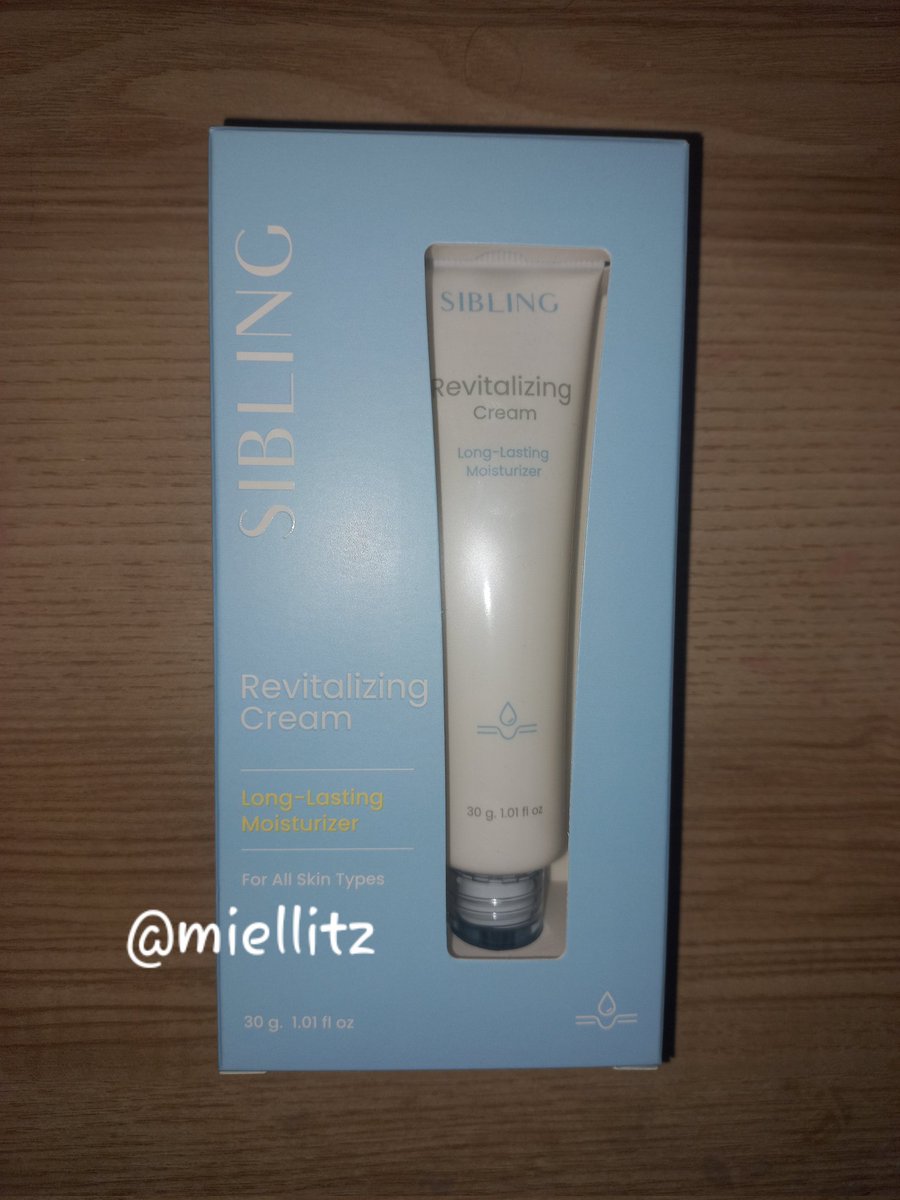 SIBLING
Revitalizing
Cream
Long-Lasting
Moisturizer
For All Skin Types
30 g. 1.01 fl oz
SIBLING
Revitalizing
Cream
Long-Lasting
Moisturizer
30 g. 1.01 fl oz
@miellitz